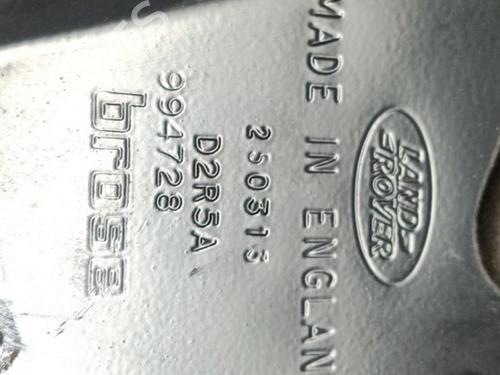 brose
994728
D2R5A
250313
MADE IN ENGLAN
LAND-
ROVER